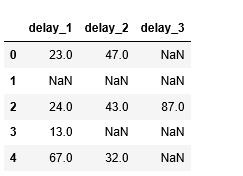 delay_1 delay_2 delay_3
0 23.0 47.0 NaN
1 NaN NaN NaN
2 24.0 43.0 87.0
3 13.0 NaN NaN
4 67.0 32.0 NaN